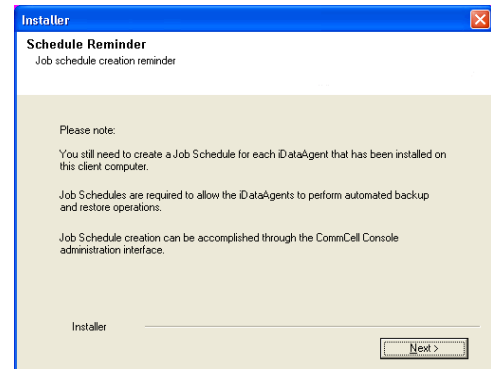 Installer
Schedule Reminder
Job schedule creation reminder
Please note:
You still need to create a Job Schedule for each iDataAgent that has been installed on
this client computer.
Job Schedules are required to allow the iDataAgents to perform automated backup
and restore operations.
Job Schedule creation can be accomplished through the CommCell Console
administration interface.
Installer
Next >